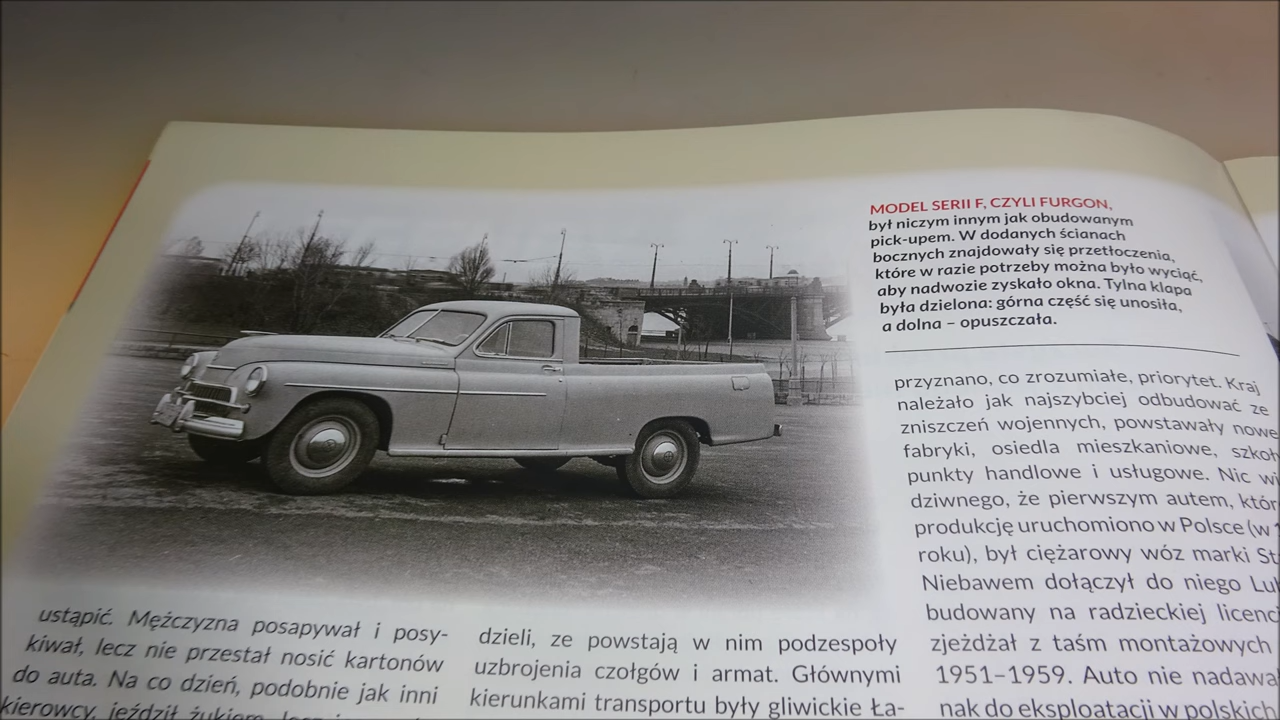 MODEL SERII F, CZYLI FURGON,
był niczym innym jak obudowanym
pick-upem. W dodanych ścianach
bocznych znajdowały się przetłoczenia,
które w razie potrzeby można było wyciąć,
aby nadwozie zyskało okna. Tylna klapa
była dzielona: górna część się unosiła,
a dolna – opuszczała.
ustąpić. Mężczyzna posapywał i posy-
kiwał, lecz nie przestał nosić kartonów
do auta. Na co dzień, podobnie jak inni
kierowcy, jeździł żukiem,
dzieli, ze powstają w nim podzespoły
uzbrojenia czołgów i armat. Głównymi
kierunkami transportu były gliwickie Ła-
przyznano, co zrozumiałe, priorytet. Kraj
należało jak najszybciej odbudować ze
zniszczeń wojennych, powstawały nowe
fabryki, osiedla mieszkaniowe,
punkty handlowe i usługowe. Nic
dziwnego, że pierwszym autem,
produkcję uruchomiono w Polsce (w
roku), był ciężarowy wóz marki
Niebawem dołączył do niego
budowany na radzieckiej
zjeżdżał z taśm montażowych
1951–1959. Auto nie
nak do eksploatacji w polskich